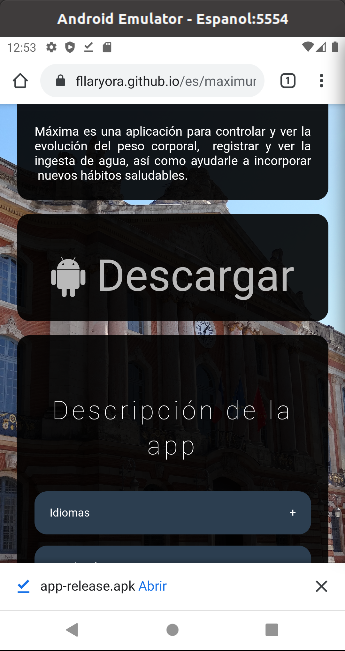 Android Emulator - Espanol:5554
12:53
fllaryora.github.io/es/maximur
1
Máxima es una aplicación para controlar y ver la
evolución del peso corporal, registrar y ver la
ingesta de agua, así como ayudarle a incorporar
nuevos hábitos saludables.
Descargar
Descripción de la
app
Idiomas +
app-release.apk Abrir